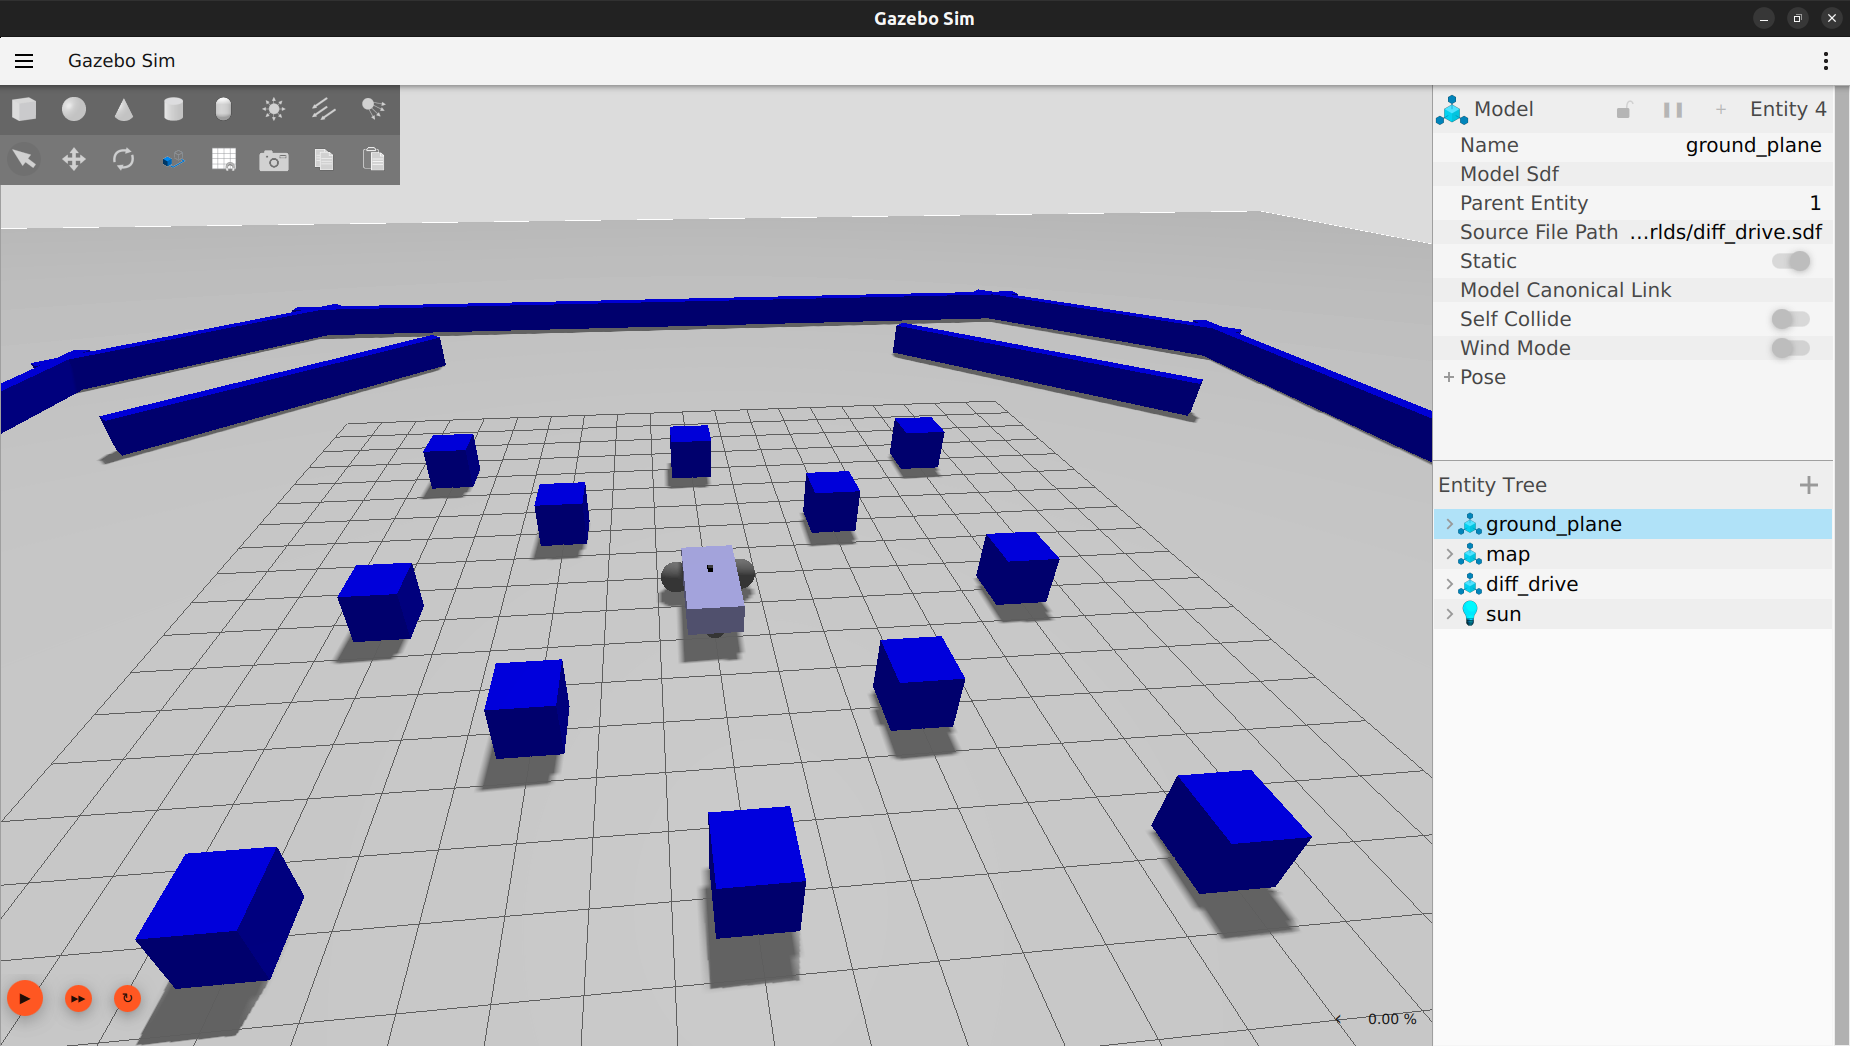 Gazebo Sim
Gazebo Sim
Model Entity 4
Name ground_plane
Model Sdf
Parent Entity 1
Source File Path ...rlds/diff_drive.sdf
Static
Model Canonical Link
Self Collide
Wind Mode
+ Pose
Entity Tree
ground_plane
map
diff_drive
sun
0.00 %